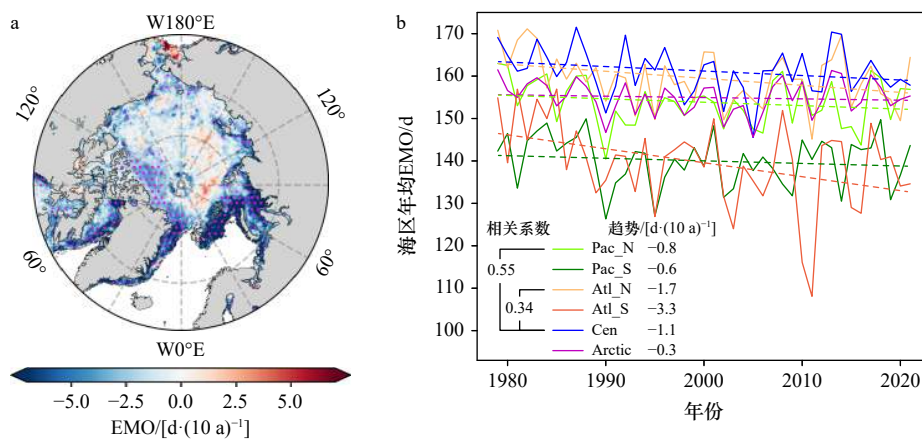 a
W180°E
120°
120°
60°
60°
W0°E
−5.0 −2.5 0.0 2.5 5.0
EMO/[d·(10 a)⁻¹]
b
170
160
150
140
130
120
110
100
海区年均EMO/d
相关系数 趋势/[d·(10 a)⁻¹]
Pac_N −0.8
0.55
Pac_S −0.6
Atl_N −1.7
0.34
Atl_S −3.3
Cen −1.1
Arctic −0.3
1980 1990 2000 2010 2020
年份